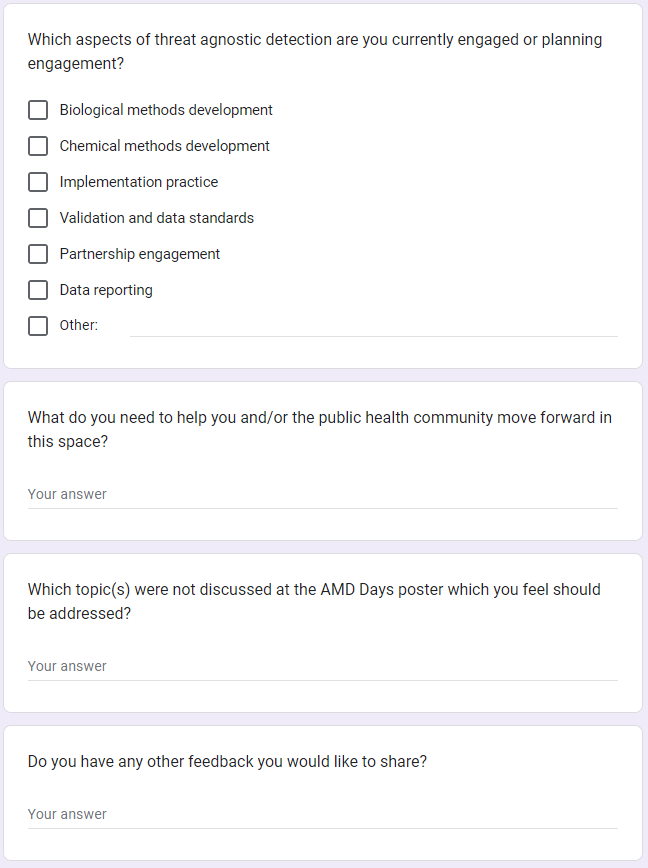 Which aspects of threat agnostic detection are you currently engaged or planning
engagement?
Biological methods development
Chemical methods development
Implementation practice
Validation and data standards
Partnership engagement
Data reporting
Other:
What do you need to help you and/or the public health community move forward in
this space?
Your answer
Which topic(s) were not discussed at the AMD Days poster which you feel should
be addressed?
Your answer
Do you have any other feedback you would like to share?
Your answer